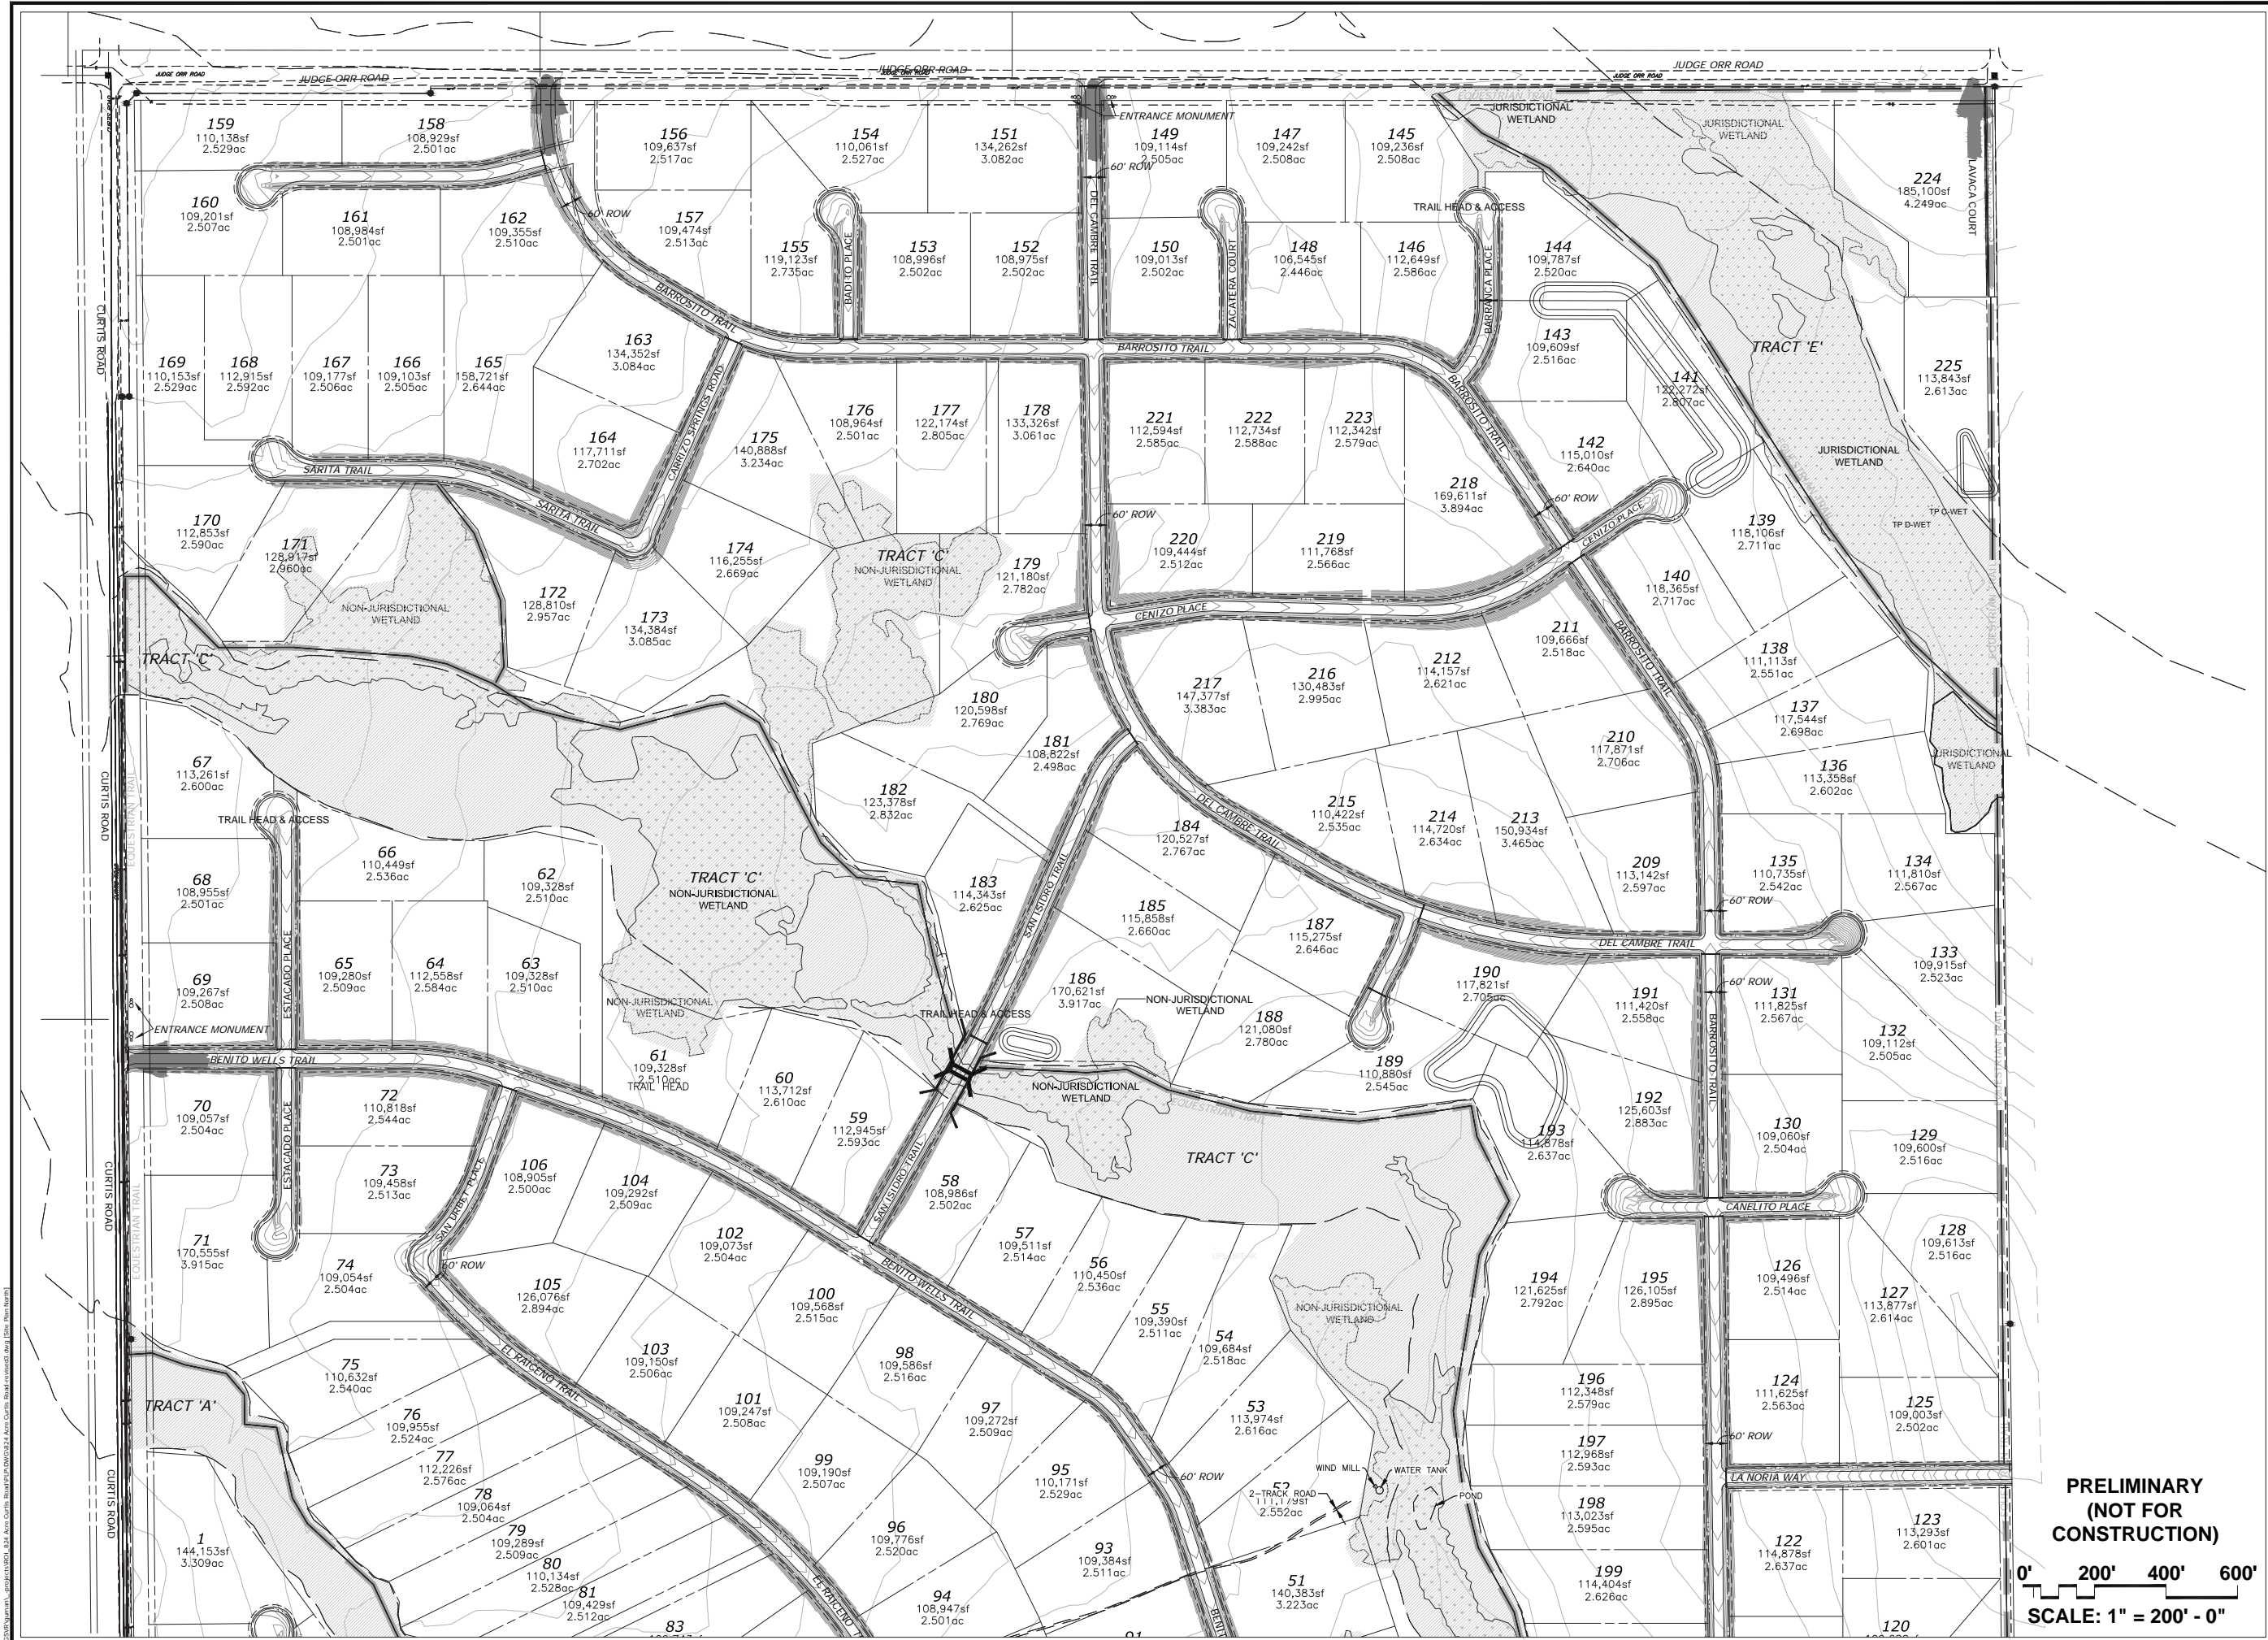 JUDGE ORR ROAD
JUDGE ORR ROAD
JUDGE ORR ROAD
JUDGE ORR ROAD
JUDGE ORR ROAD
JUDGE ORR ROAD
159
110,138sf
2.529ac
158
108,929sf
2.501ac
156
109,637sf
2.517ac
154
110,061sf
2.527ac
151
134,262sf
3.082ac
ENTRANCE MONUMENT
149
109,114sf
2.505ac
147
109,242sf
2.508ac
145
109,236sf
2.508ac
EQUESTRIAN TRAIL
JURISDICTIONAL
WETLAND
JURISDICTIONAL
WETLAND
224
185,100sf
4.249ac
LAVACA COURT
160
109,201sf
2.507ac
161
108,984sf
2.501ac
162
109,355sf
2.510ac
60' ROW
157
109,474sf
2.513ac
155
119,123sf
2.735ac
BADITO PLACE
153
108,996sf
2.502ac
152
108,975sf
2.502ac
60' ROW
DEL CAMBRE TRAIL
150
109,013sf
2.502ac
ZACATERA COURT
148
106,545sf
2.446ac
146
112,649sf
2.586ac
TRAIL HEAD & ACCESS
BARRANCA PLACE
144
109,787sf
2.520ac
CURTIS ROAD
169
110,153sf
2.529ac
168
112,915sf
2.592ac
167
109,177sf
2.506ac
166
109,103sf
2.505ac
165
158,721sf
2.644ac
163
134,352sf
3.084ac
BARROSITO TRAIL
BARROSITO TRAIL
143
109,609sf
2.516ac
141
122,272sf
2.807ac
TRACT 'E'
225
113,843sf
2.613ac
164
117,711sf
2.702ac
CARRIZO SPRINGS ROAD
175
140,888sf
3.234ac
176
108,964sf
2.501ac
177
122,174sf
2.805ac
178
133,326sf
3.061ac
221
112,594sf
2.585ac
222
112,734sf
2.588ac
223
112,342sf
2.579ac
BARROSITO TRAIL
142
115,010sf
2.640ac
JURISDICTIONAL
WETLAND
SARITA TRAIL
SARITA TRAIL
218
169,611sf
3.894ac
60' ROW
60' ROW
CENIZO PLACE
TP C-WET
TP D-WET
170
112,853sf
2.590ac
171
128,917sf
2.960ac
174
116,255sf
2.669ac
TRACT 'C'
NON-JURISDICTIONAL
WETLAND
179
121,180sf
2.782ac
220
109,444sf
2.512ac
219
111,768sf
2.566ac
139
118,106sf
2.711ac
NON-JURISDICTIONAL
WETLAND
172
128,810sf
2.957ac
173
134,384sf
3.085ac
CENIZO PLACE
140
118,365sf
2.717ac
211
109,666sf
2.518ac
BARROSITO TRAIL
TRACT 'C'
180
120,598sf
2.769ac
217
147,377sf
3.383ac
216
130,483sf
2.995ac
212
114,157sf
2.621ac
138
111,113sf
2.551ac
137
117,544sf
2.698ac
67
113,261sf
2.600ac
181
108,822sf
2.498ac
210
117,871sf
2.706ac
136
113,358sf
2.602ac
JURISDICTIONAL
WETLAND
CURTIS ROAD
EQUESTRIAN TRAIL
TRAIL HEAD & ACCESS
182
123,378sf
2.832ac
DEL CAMBRE TRAIL
184
120,527sf
2.767ac
215
110,422sf
2.535ac
214
114,720sf
2.634ac
213
150,934sf
3.465ac
66
110,449sf
2.536ac
62
109,328sf
2.510ac
68
108,955sf
2.501ac
TRACT 'C'
NON-JURISDICTIONAL
WETLAND
183
114,343sf
2.625ac
SAN ISIDRO TRAIL
209
113,142sf
2.597ac
135
110,735sf
2.542ac
134
111,810sf
2.567ac
60' ROW
185
115,858sf
2.660ac
187
115,275sf
2.646ac
DEL CAMBRE TRAIL
ESTACADO PLACE
65
109,280sf
2.509ac
64
112,558sf
2.584ac
63
109,328sf
2.510ac
133
109,915sf
2.523ac
69
109,267sf
2.508ac
NON-JURISDICTIONAL
WETLAND
186
170,621sf
3.917ac
NON-JURISDICTIONAL
WETLAND
190
117,821sf
2.705ac
191
111,420sf
2.558ac
60' ROW
131
111,825sf
2.567ac
TRAIL HEAD & ACCESS
188
121,080sf
2.780ac
ENTRANCE MONUMENT
BENITO WELLS TRAIL
132
109,112sf
2.505ac
BARROSITO TRAIL
61
109,328sf
2.510ac
TRAIL HEAD
60
113,712sf
2.610ac
NON-JURISDICTIONAL
WETLAND
189
110,880sf
2.545ac
EQUESTRIAN TRAIL
70
109,057sf
2.504ac
72
110,818sf
2.544ac
59
112,945sf
2.593ac
192
125,603sf
2.883ac
193
114,878sf
2.637ac
130
109,060sf
2.504ac
129
109,600sf
2.516ac
ESTACADO PLACE
73
109,458sf
2.513ac
SAN URBET PLACE
106
108,905sf
2.500ac
104
109,292sf
2.509ac
SAN ISIDRO TRAIL
58
108,986sf
2.502ac
TRACT 'C'
CANELITO PLACE
CURTIS ROAD
EQUESTRIAN TRAIL
71
170,555sf
3.915ac
74
109,054sf
2.504ac
60' ROW
102
109,073sf
2.504ac
57
109,511sf
2.514ac
56
110,450sf
2.536ac
128
109,613sf
2.516ac
105
126,076sf
2.894ac
BENITO WELLS TRAIL
100
109,568sf
2.515ac
194
121,625sf
2.792ac
195
126,105sf
2.895ac
126
109,496sf
2.514ac
127
113,877sf
2.614ac
55
109,390sf
2.511ac
54
109,684sf
2.518ac
NON-JURISDICTIONAL
WETLAND
75
110,632sf
2.540ac
EL RAICENO TRAIL
103
109,150sf
2.506ac
98
109,586sf
2.516ac
196
112,348sf
2.579ac
124
111,625sf
2.563ac
125
109,003sf
2.502ac
TRACT 'A'
76
109,955sf
2.524ac
101
109,247sf
2.508ac
97
109,272sf
2.509ac
53
113,974sf
2.616ac
77
112,226sf
2.576ac
99
109,190sf
2.507ac
95
110,171sf
2.529ac
60' ROW
197
112,968sf
2.593ac
60' ROW
LA NORIA WAY
WIND MILL
WATER TANK
POND
2-TRACK ROAD
52
111,179sf
2.552ac
CURTIS ROAD
78
109,064sf
2.504ac
79
109,289sf
2.509ac
198
113,023sf
2.595ac
123
113,293sf
2.601ac
1
144,153sf
3.309ac
80
110,134sf
2.528ac
81
109,429sf
2.512ac
96
109,776sf
2.520ac
93
109,384sf
2.511ac
51
140,383sf
3.223ac
122
114,878sf
2.637ac
199
114,404sf
2.626ac
83
EL RAICENO
94
108,947sf
2.501ac
BENIT
91
120
PRELIMINARY
(NOT FOR
CONSTRUCTION)
0' 200' 400' 600'
SCALE: 1" = 200' - 0"